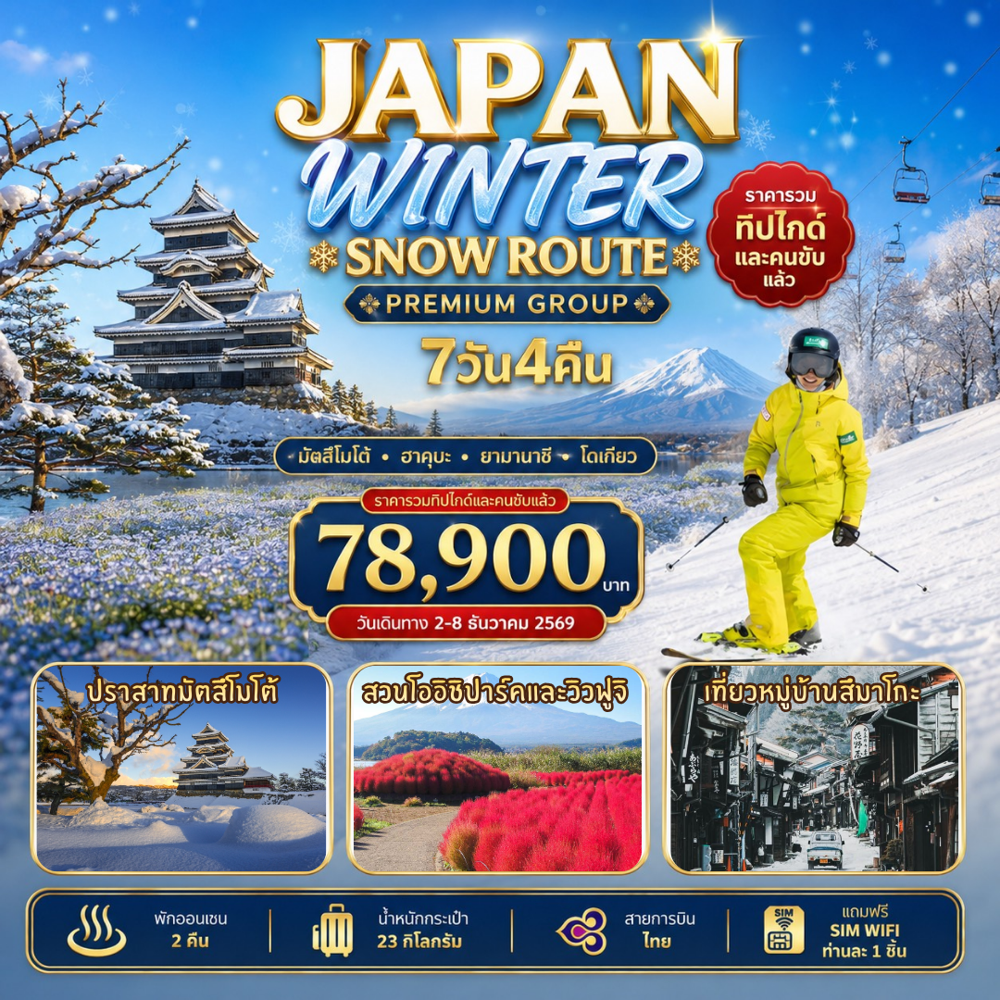 JAPAN
WINTER
SNOW ROUTE
PREMIUM GROUP
7วัน4คืน
ราคารวม
ทีปไกด์
และคนขับ
แล้ว
มัตสึโมโต้ • ฮาคุบะ • ยามานาชี • โตเกียว
ราคารวมทิปไกด์และคนขับแล้ว
78,900 บาท
วันเดินทาง 2-8 ธันวาคม 2569
ปราสาทมัตสึโมโต้
สวนโออิชิปาร์คและวิวฟูจิ
เที่ยวหมู่บ้านสึมาโกะ
พักออนเซน
2 คืน
น้ำหนักกระเป๋า
23 กิโลกรัม
สายการบิน
ไทย
SIM
แถมฟรี
SIM WIFI
ท่านละ 1 ชิ้น